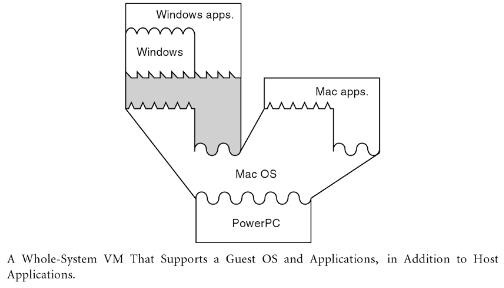 Windows apps.
Windows
Mac apps.
Mac OS
PowerPC
A Whole-System VM That Supports a Guest OS and Applications, in Addition to Host
Applications.